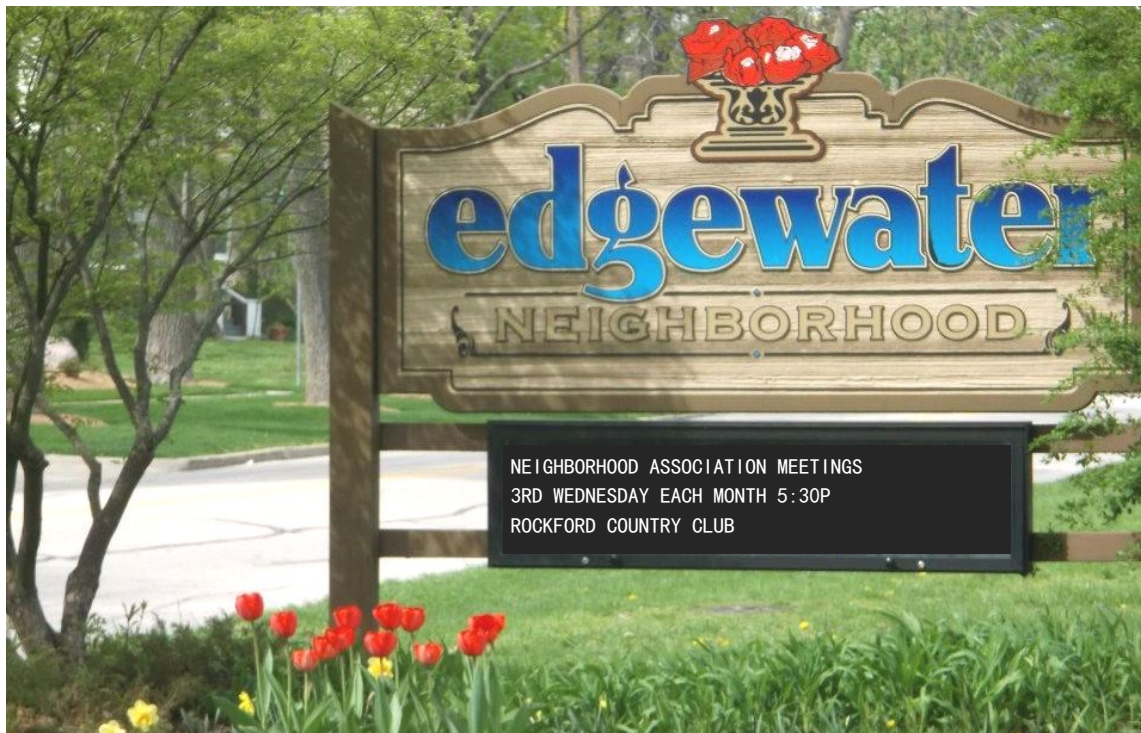 edgewater
NEIGHBORHOOD
NEIGHBORHOOD ASSOCIATION MEETINGS
3RD WEDNESDAY EACH MONTH 5:30P
ROCKFORD COUNTRY CLUB